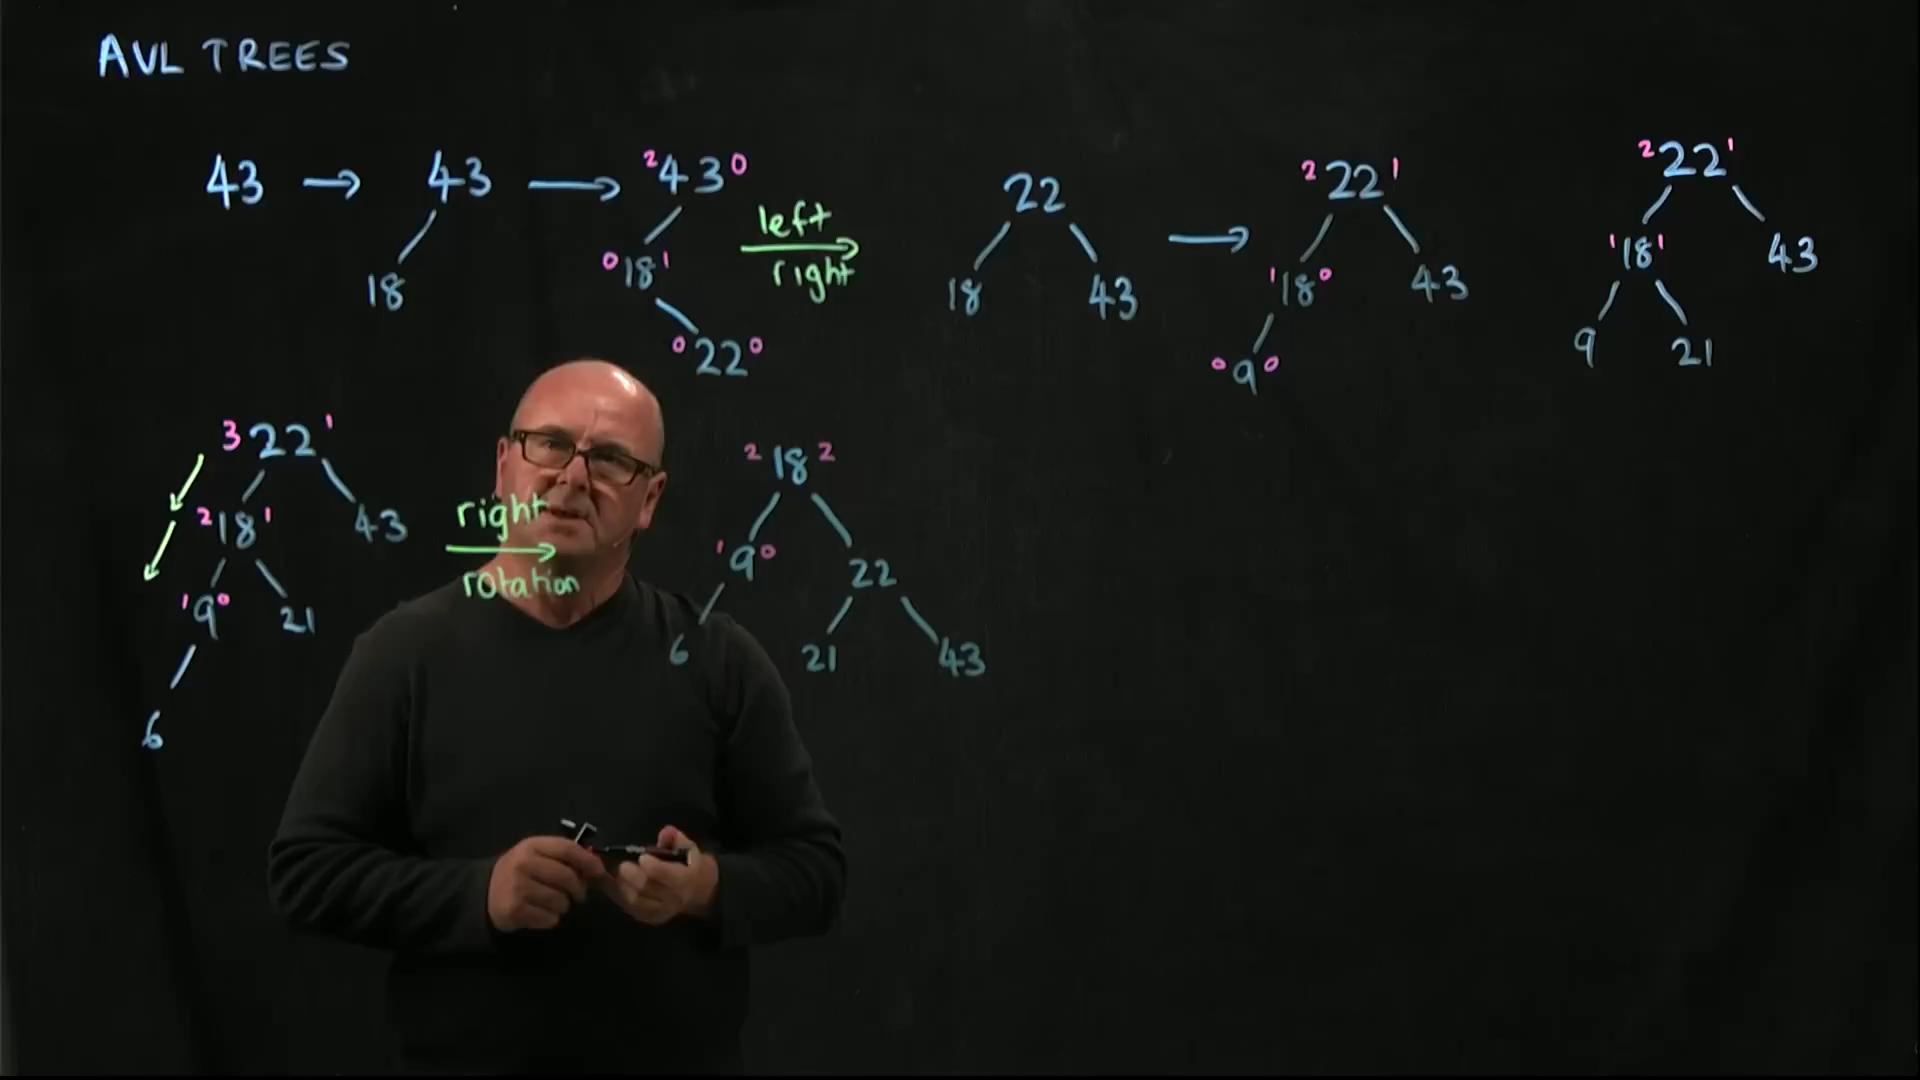 AVL TREES
43 → 43 → 2 43 0
18
0 18 1
0 22 0
left
right
22 → 2 22 1
18 43
1 18 0 43
0 9 0
2 22 1
1 18 1 43
9 21
3 22 1
2 18 1 43
1 9 0 21
6
right
rotation
2 18 2
1 9 0 22
6 21 43